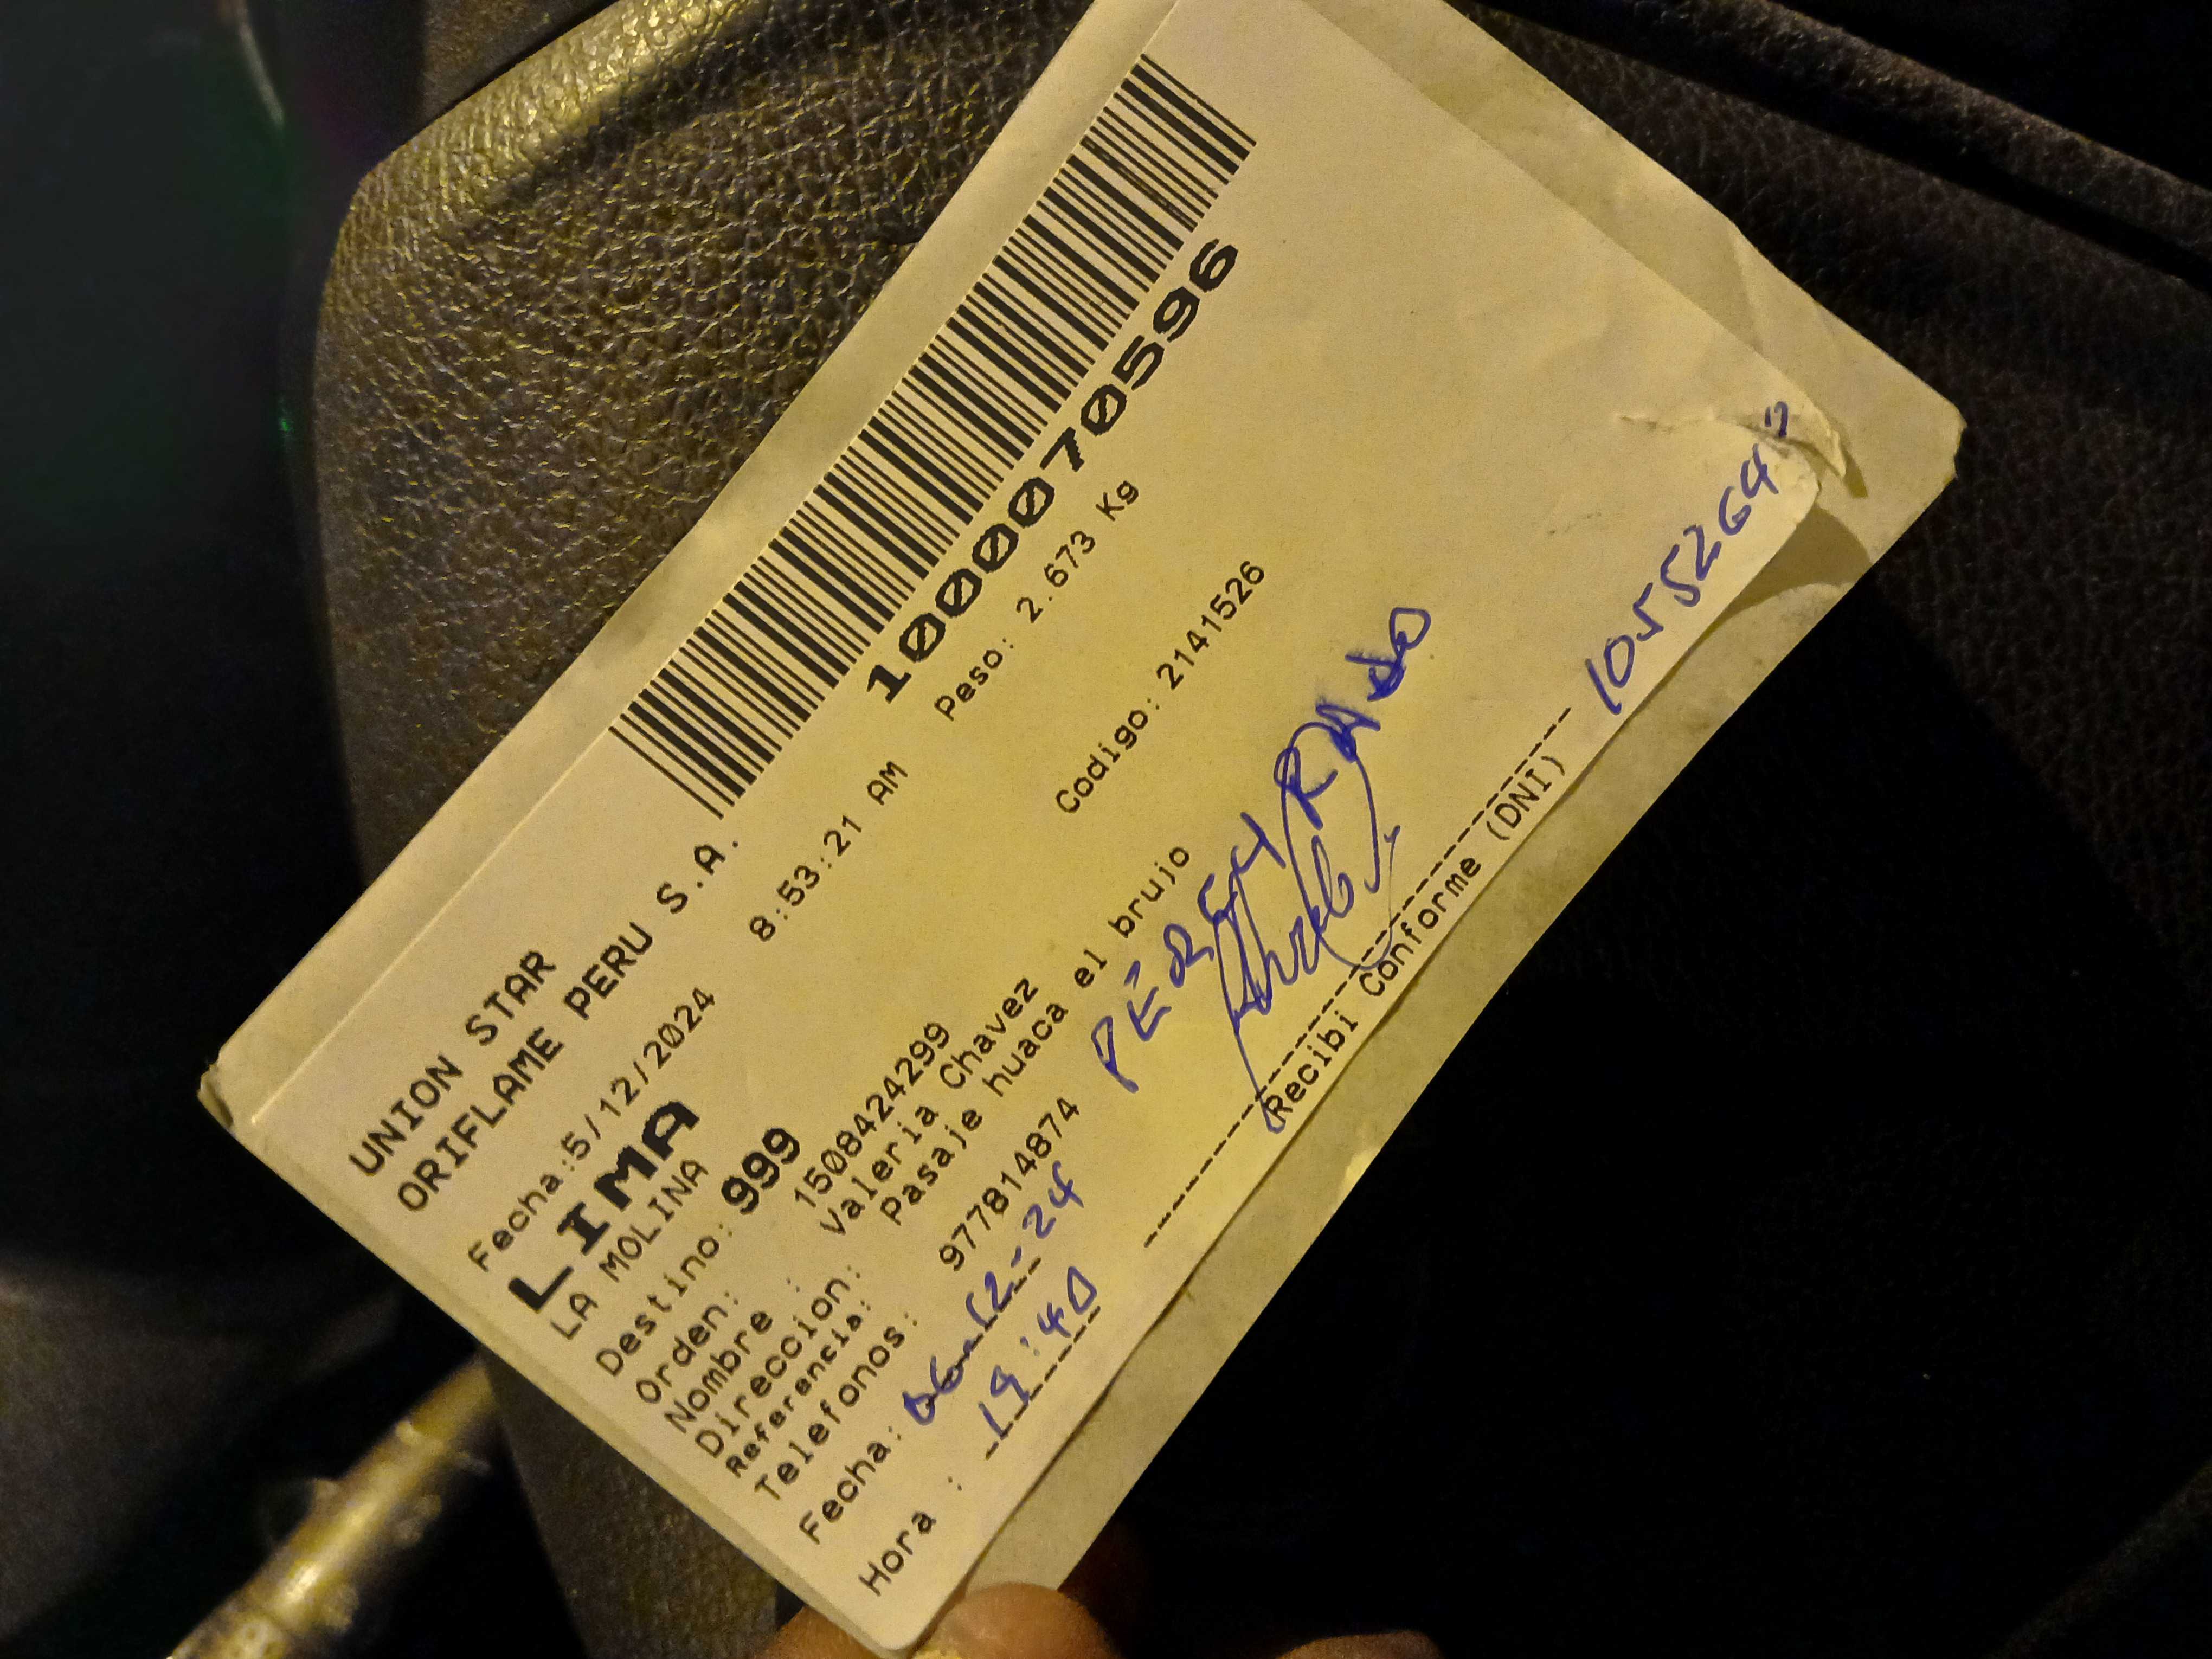 UNION STAR
ORIFLAME PERU S.A.
1000070596
Fecha:5/12/2024 8:53:21 AM Peso: 2.673 Kg
LIMA
LA MOLINA
Destino: 999 Codigo: 2141526
Orden: 1508424299
Nombre : Valeria Chavez
Direccion: Pasaje huaca el brujo
Referencia:
Telefonos: 977814874
Fecha: 06-12-24
Hora : 19:40
Recibi Conforme (DNI)